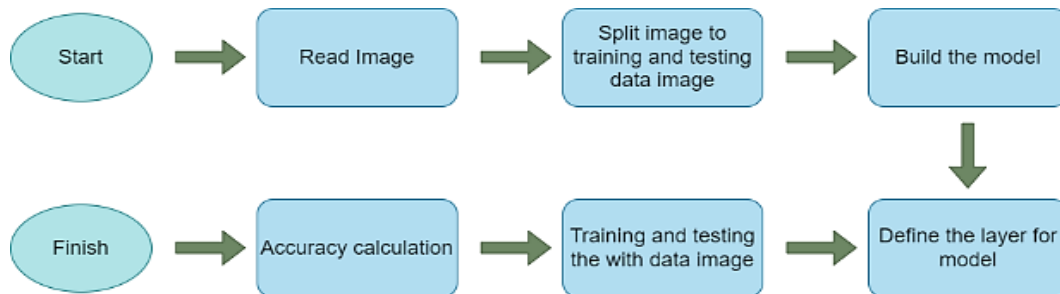 Start
Read Image
Split image to
training and testing
data image
Build the model
Finish
Accuracy calculation
Training and testing
the with data image
Define the layer for
model